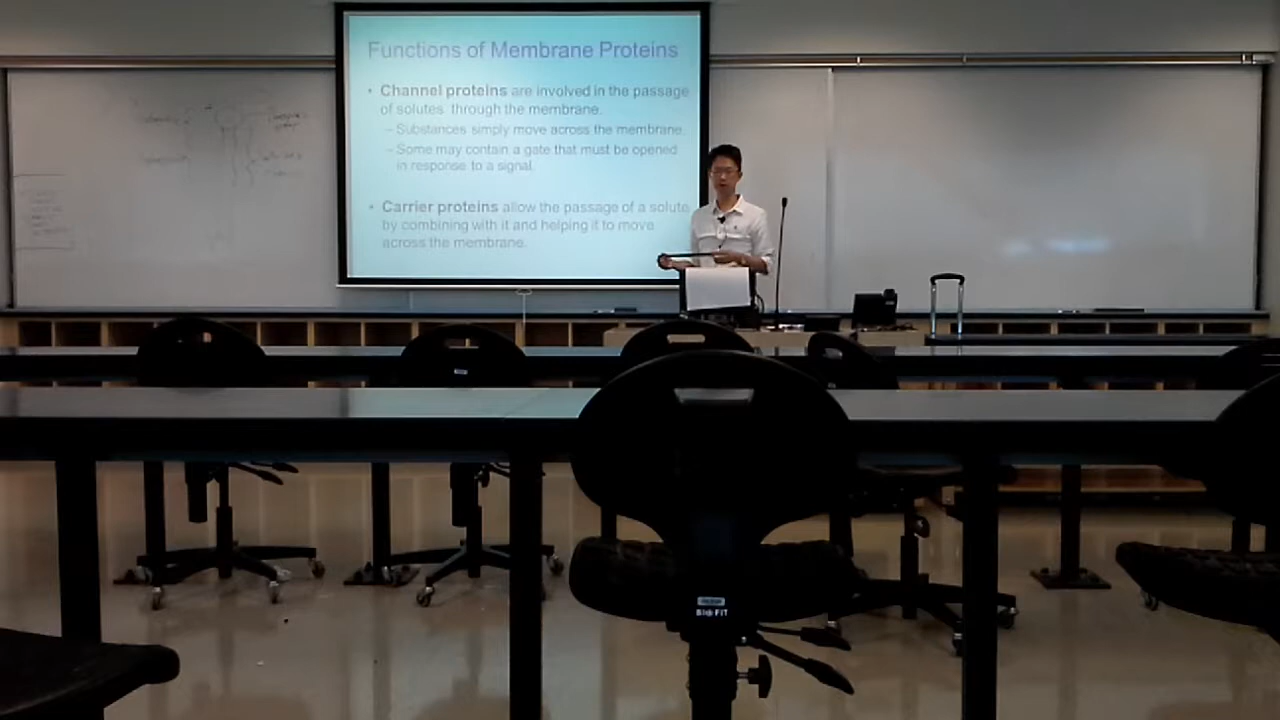 Functions of Membrane Proteins
• Channel proteins are involved in the passage
of solutes through the membrane.
– Substances simply move across the membrane.
– Some may contain a gate that must be opened
in response to a signal.
• Carrier proteins allow the passage of a solute
by combining with it and helping it to move
across the membrane.
BiØ FIT